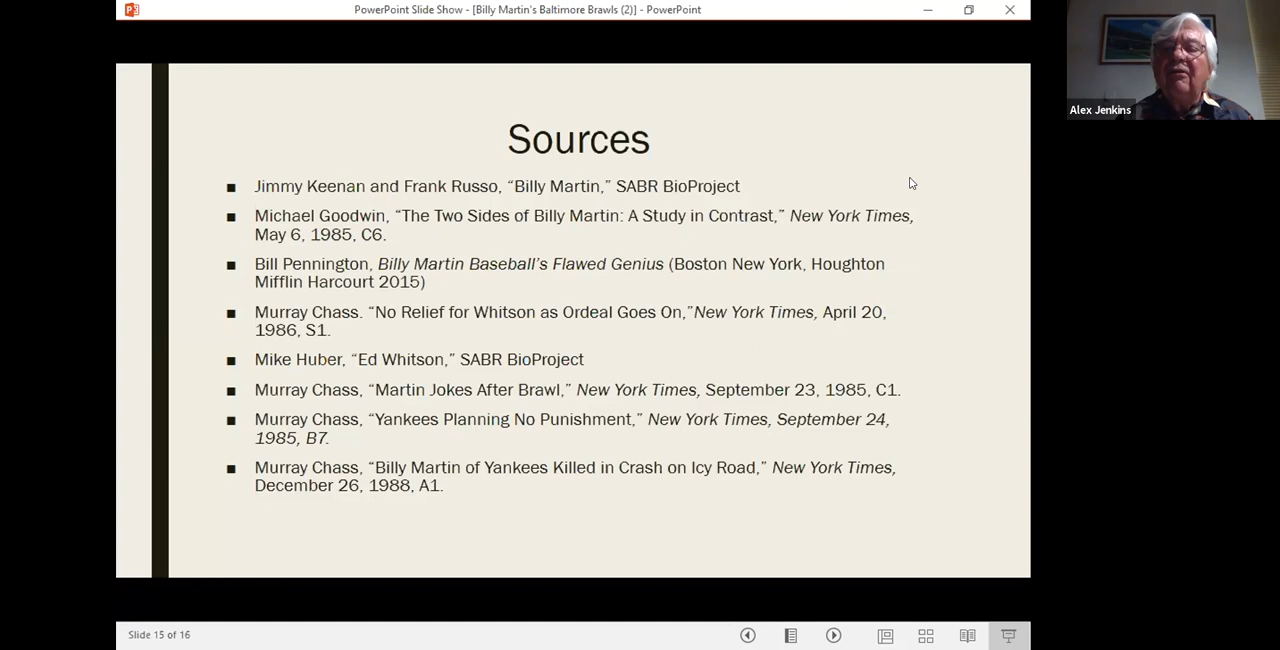 PowerPoint Slide Show - [Billy Martin's Baltimore Brawls (2)] - PowerPoint
Alex Jenkins
Sources
■ Jimmy Keenan and Frank Russo, “Billy Martin,” SABR BioProject
■ Michael Goodwin, “The Two Sides of Billy Martin: A Study in Contrast,” New York Times,
May 6, 1985, C6.
■ Bill Pennington, Billy Martin Baseball’s Flawed Genius (Boston New York, Houghton
Mifflin Harcourt 2015)
■ Murray Chass. “No Relief for Whitson as Ordeal Goes On,”New York Times, April 20,
1986, S1.
■ Mike Huber, “Ed Whitson,” SABR BioProject
■ Murray Chass, “Martin Jokes After Brawl,” New York Times, September 23, 1985, C1.
■ Murray Chass, “Yankees Planning No Punishment,” New York Times, September 24,
1985, B7.
■ Murray Chass, “Billy Martin of Yankees Killed in Crash on Icy Road,” New York Times,
December 26, 1988, A1.
Slide 15 of 16